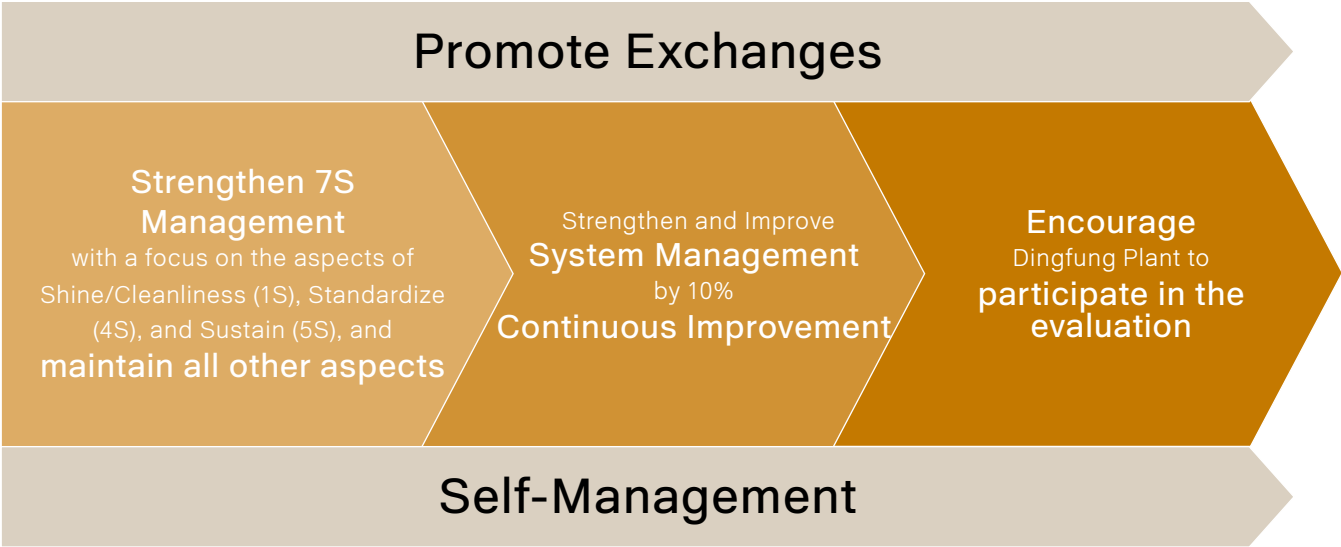 Promote Exchanges
Strengthen 7S
Management
with a focus on the aspects of
Shine/Cleanliness (1S), Standardize
(4S), and Sustain (5S), and
maintain all other aspects
Strengthen and Improve
System Management
by 10%
Continuous Improvement
Encourage
Dingfung Plant to
participate in the
evaluation
Self-Management